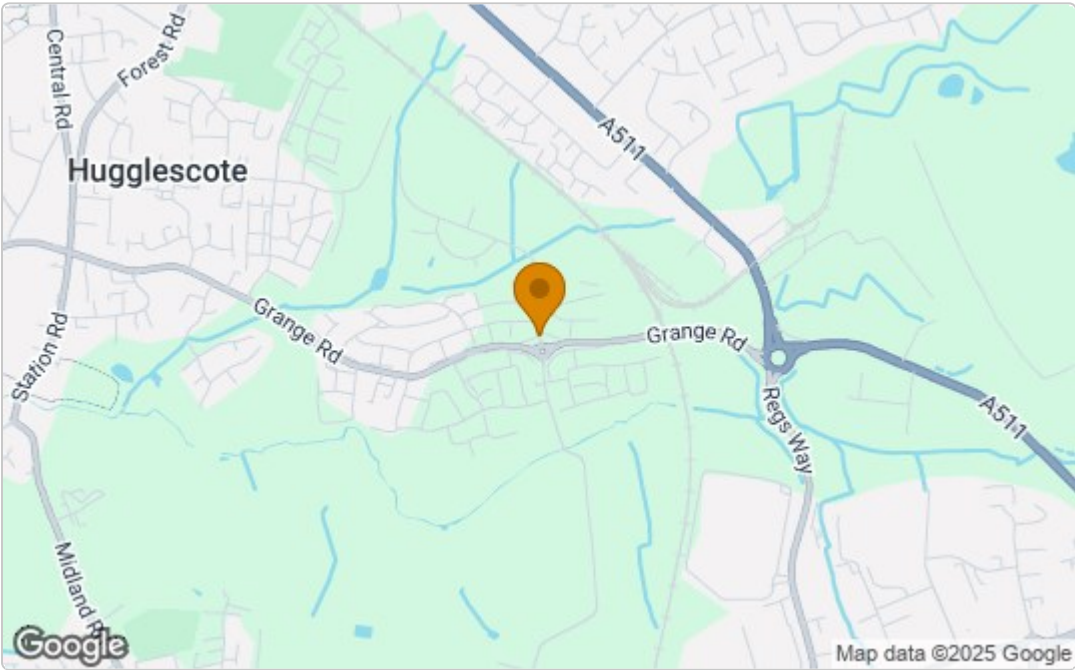 Central Rd
Forest Rd
A511
Hugglescote
Grange Rd
Grange Rd
Station Rd
Regs Way
A511
Midland R
Google
Map data ©2025 Google